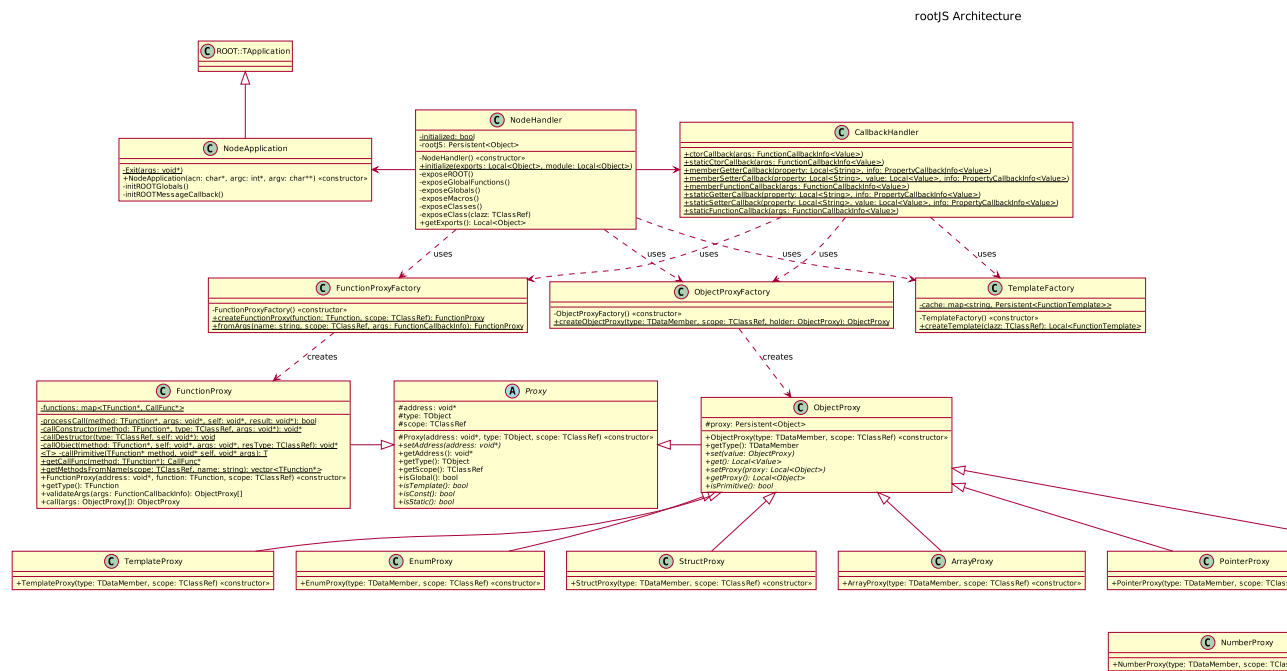 rootJS Architecture
C ROOT::TApplication
C NodeApplication
-Exit(args: void*)
+NodeApplication(acn: char*, argc: int*, argv: char**) «constructor»
-initROOTGlobals()
-initROOTMessageCallback()
C NodeHandler
-initialized: bool
-rootJS: Persistent<Object>
-NodeHandler() «constructor»
+initialize(exports: Local<Object>, module: Local<Object>)
-exposeROOT()
-exposeGlobalFunctions()
-exposeGlobals()
-exposeMacros()
-exposeClasses()
-exposeClass(clazz: TClassRef)
+getExports(): Local<Object>
C CallbackHandler
+ctorCallback(args: FunctionCallbackInfo<Value>)
+staticCtorCallback(args: FunctionCallbackInfo<Value>)
+memberGetterCallback(property: Local<String>, info: PropertyCallbackInfo<Value>)
+memberSetterCallback(property: Local<String>, value: Local<Value>, info: PropertyCallbackInfo<Value>)
+memberFunctionCallback(args: FunctionCallbackInfo<Value>)
+staticGetterCallback(property: Local<String>, info: PropertyCallbackInfo<Value>)
+staticSetterCallback(property: Local<String>, value: Local<Value>, info: PropertyCallbackInfo<Value>)
+staticFunctionCallback(args: FunctionCallbackInfo<Value>)
uses
uses
uses
uses
uses
uses
C FunctionProxyFactory
-FunctionProxyFactory() «constructor»
+createFunctionProxy(function: TFunction, scope: TClassRef): FunctionProxy
+fromArgs(name: string, scope: TClassRef, args: FunctionCallbackInfo): FunctionProxy
C ObjectProxyFactory
-ObjectProxyFactory() «constructor»
+createObjectProxy(type: TDataMember, scope: TClassRef, holder: ObjectProxy): ObjectProxy
C TemplateFactory
-cache: map<string, Persistent<FunctionTemplate>>
-TemplateFactory() «constructor»
+createTemplate(clazz: TClassRef): Local<FunctionTemplate>
creates
creates
C FunctionProxy
-functions: map<TFunction*, CallFunc*>
-processCall(method: TFunction*, args: void*, self: void*, result: void*): bool
-callConstructor(method: TFunction*, type: TClassRef, args: void*): void*
-callDestructor(type: TClassRef, self: void*): void
-callObject(method: TFunction*, self: void*, args: void*, resType: TClassRef): void*
<T> -callPrimitive(TFunction* method, void* self, void* args): T
+getCallFunc(method: TFunction*): CallFunc*
+getMethodsFromName(scope: TClassRef, name: string): vector<TFunction*>
+FunctionProxy(address: void*, function: TFunction, scope: TClassRef) «constructor»
+getType(): TFunction
+validateArgs(args: FunctionCallbackInfo): ObjectProxy[]
+call(args: ObjectProxy[]): ObjectProxy
A Proxy
#address: void*
#type: TObject
#scope: TClassRef
#Proxy(address: void*, type: TObject, scope: TClassRef) «constructor»
+setAddress(address: void*)
+getAddress(): void*
+getType(): TObject
+getScope(): TClassRef
+isGlobal(): bool
+isTemplate(): bool
+isConst(): bool
+isStatic(): bool
C ObjectProxy
#proxy: Persistent<Object>
+ObjectProxy(type: TDataMember, scope: TClassRef) «constructor»
+getType(): TDataMember
+set(value: ObjectProxy)
+get(): Local<Value>
+setProxy(proxy: Local<Object>)
+getProxy(): Local<Object>
+isPrimitive(): bool
C TemplateProxy
+TemplateProxy(type: TDataMember, scope: TClassRef) «constructor»
C EnumProxy
+EnumProxy(type: TDataMember, scope: TClassRef) «constructor»
C StructProxy
+StructProxy(type: TDataMember, scope: TClassRef) «constructor»
C ArrayProxy
+ArrayProxy(type: TDataMember, scope: TClassRef) «constructor»
C PointerProxy
+PointerProxy(type: TDataMember, scope: TClass
C NumberProxy
+NumberProxy(type: TDataMember, scope: TClas